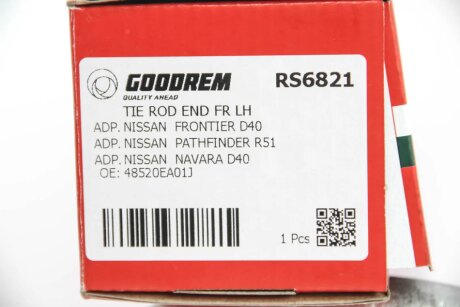 GOODREM
QUALITY AHEAD
RS6821
TIE ROD END FR LH
ADP. NISSAN FRONTIER D40
ADP. NISSAN PATHFINDER R51
ADP. NISSAN NAVARA D40
OE: 48520EA01J
1 Pcs